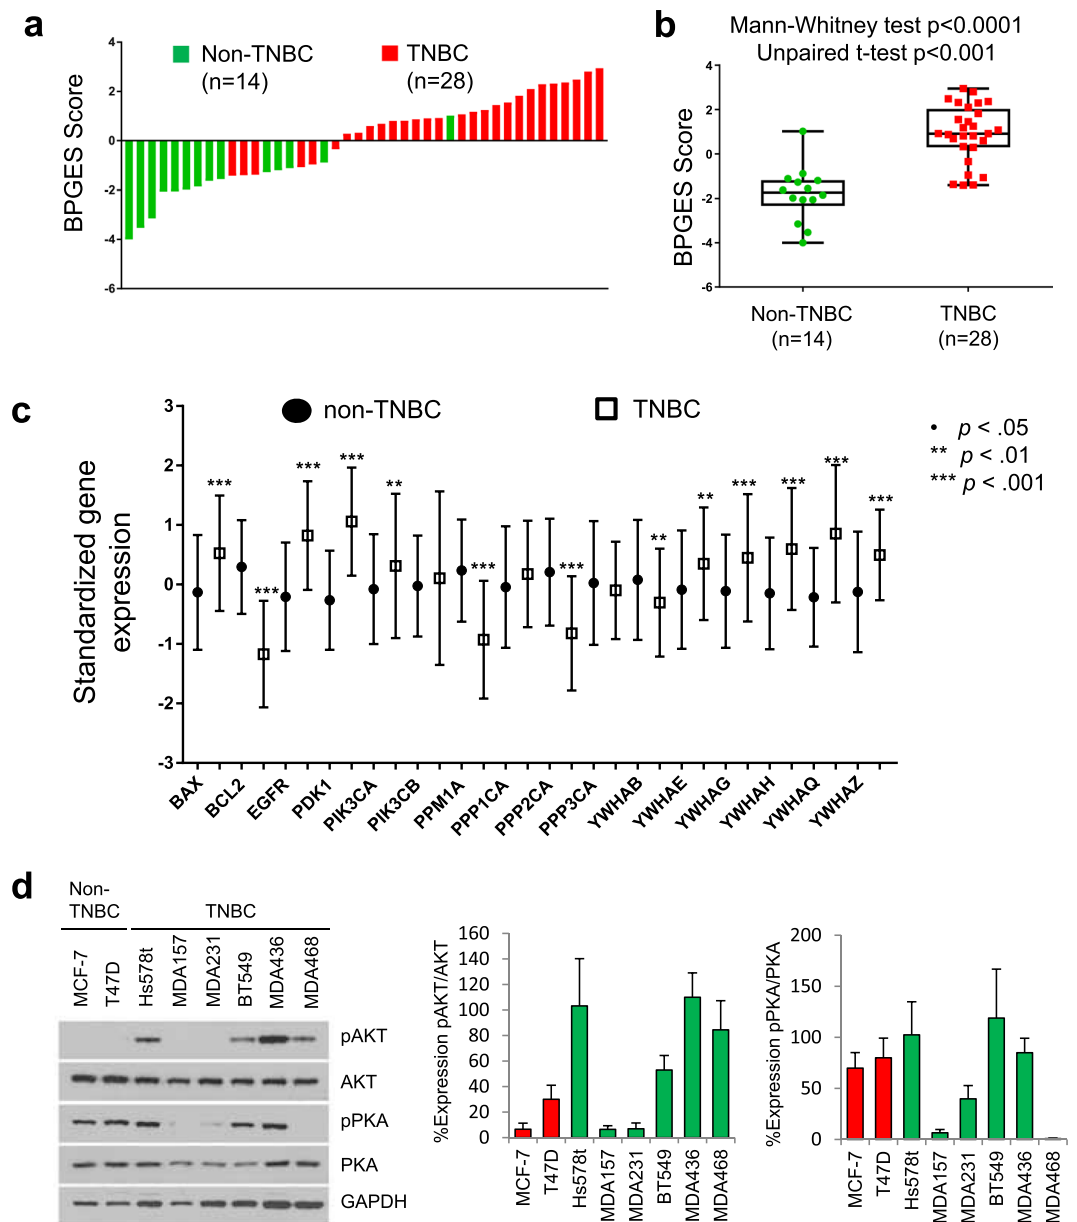 a
Non-TNBC
(n=14)
TNBC
(n=28)
BPGES Score
4
2
0
-2
-4
-6
b
Mann-Whitney test p<0.0001
Unpaired t-test p<0.001
BPGES Score
4
2
0
-2
-4
-6
Non-TNBC
(n=14)
TNBC
(n=28)
c
non-TNBC
TNBC
• p < .05
** p < .01
*** p < .001
Standardized gene
expression
3
2
1
0
-1
-2
-3
***
***
***
***
**
***
***
**
**
***
***
***
***
BAX
BCL2
EGFR
PDK1
PIK3CA
PIK3CB
PPM1A
PPP1CA
PPP2CA
PPP3CA
YWHAB
YWHAE
YWHAG
YWHAH
YWHAQ
YWHAZ
d
Non-
TNBC
TNBC
MCF-7
T47D
Hs578t
MDA157
MDA231
BT549
MDA436
MDA468
pAKT
AKT
pPKA
PKA
GAPDH
%Expression pAKT/AKT
160
140
120
100
80
60
40
20
0
MCF-7
T47D
Hs578t
MDA157
MDA231
BT549
MDA436
MDA468
%Expression pPKA/PKA
200
150
100
50
0
MCF-7
T47D
Hs578t
MDA157
MDA231
BT549
MDA436
MDA468